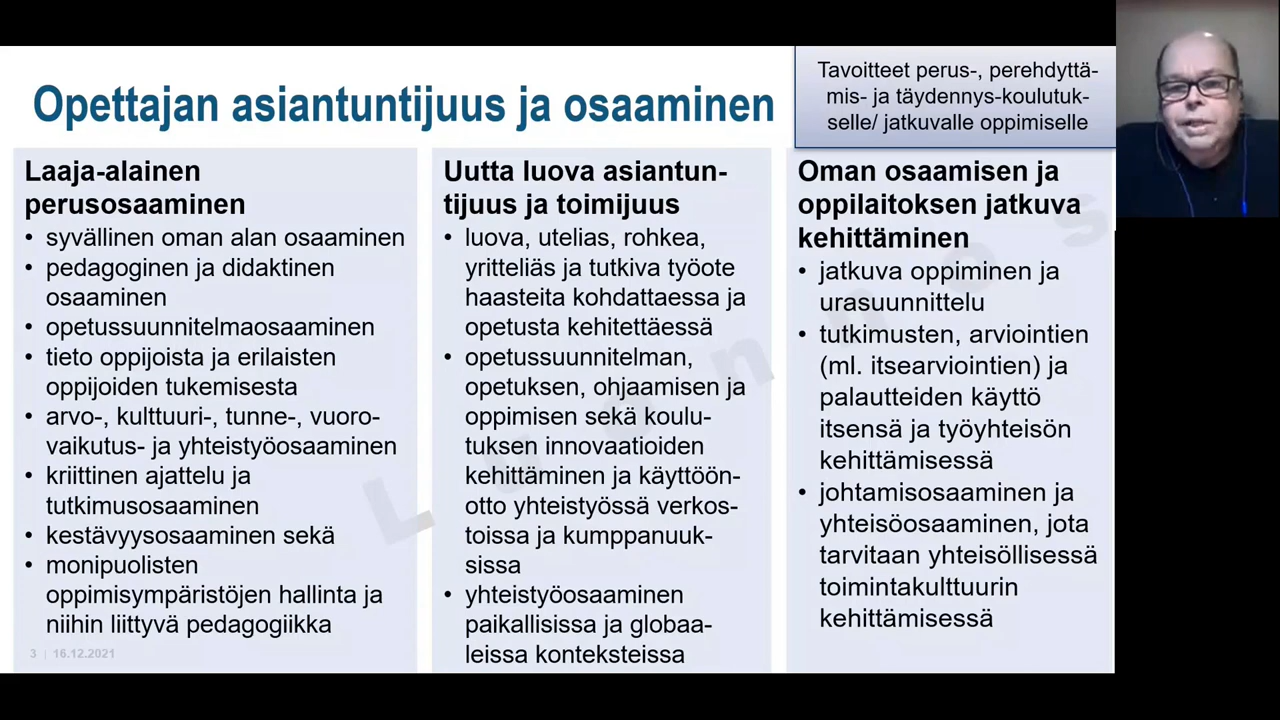 Opettajan asiantuntijuus ja osaaminen
Tavoitteet perus-, perehdyttä-
mis- ja täydennys-koulutuk-
selle/ jatkuvalle oppimiselle
Laaja-alainen
perusosaaminen
• syvällinen oman alan osaaminen
• pedagoginen ja didaktinen
osaaminen
• opetussuunnitelmaosaaminen
• tieto oppijoista ja erilaisten
oppijoiden tukemisesta
• arvo-, kulttuuri-, tunne-, vuoro-
vaikutus- ja yhteistyöosaaminen
• kriittinen ajattelu ja
tutkimusosaaminen
• kestävyysosaaminen sekä
• monipuolisten
oppimisympäristöjen hallinta ja
niihin liittyvä pedagogiikka
Uutta luova asiantun-
tijuus ja toimijuus
• luova, utelias, rohkea,
yritteliäs ja tutkiva työote
haasteita kohdattaessa ja
opetusta kehitettäessä
• opetussuunnitelman,
opetuksen, ohjaamisen ja
oppimisen sekä koulu-
tuksen innovaatioiden
kehittäminen ja käyttöön-
otto yhteistyössä verkos-
toissa ja kumppanuuk-
sissa
• yhteistyöosaaminen
paikallisissa ja globaa-
leissa konteksteissa
Oman osaamisen ja
oppilaitoksen jatkuva
kehittäminen
• jatkuva oppiminen ja
urasuunnittelu
• tutkimusten, arviointien
(ml. itsearviointien) ja
palautteiden käyttö
itsensä ja työyhteisön
kehittämisessä
• johtamisosaaminen ja
yhteisöosaaminen, jota
tarvitaan yhteisöllisessä
toimintakulttuurin
kehittämisessä
Luonnos
3 | 16.12.2021